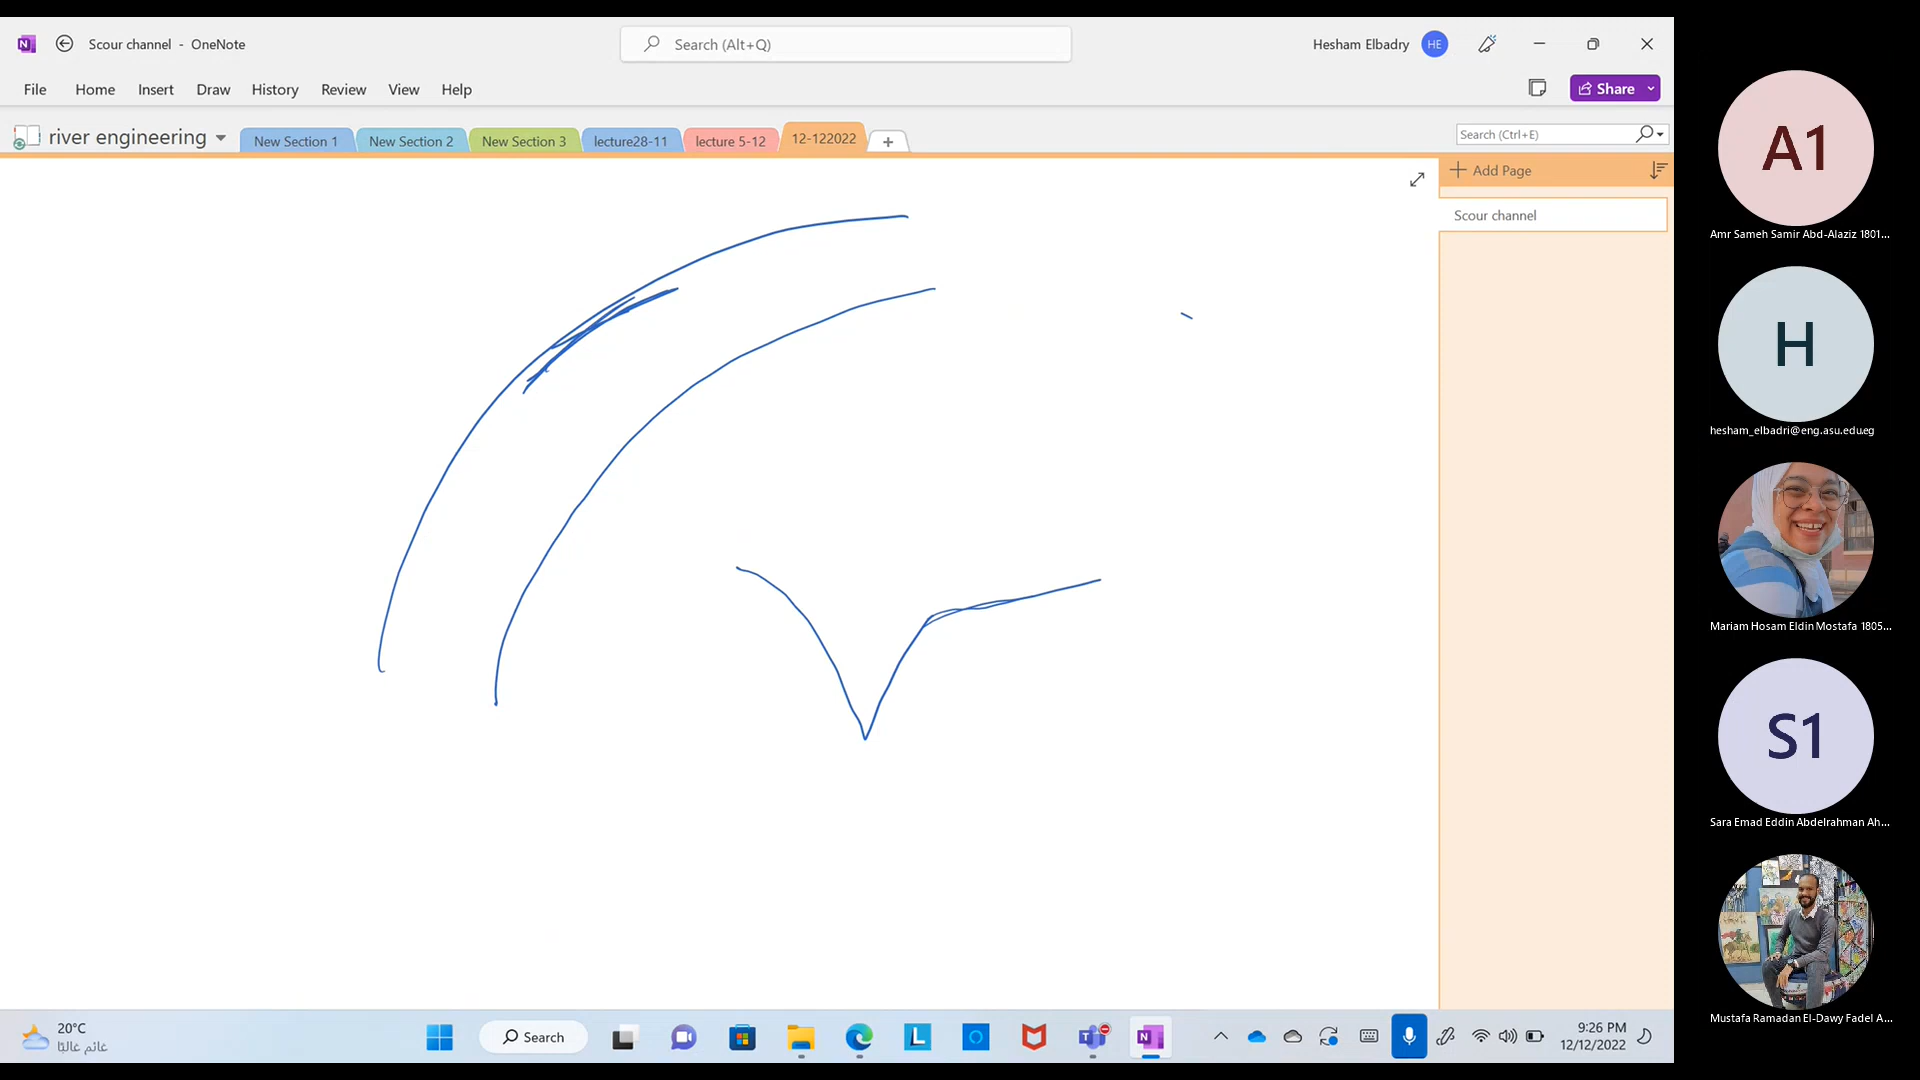 Scour channel - OneNote
Search (Alt+Q)
Hesham Elbadry
HE
File
Home
Insert
Draw
History
Review
View
Help
Share
river engineering
New Section 1
New Section 2
New Section 3
lecture28-11
lecture 5-12
12-122022
Search (Ctrl+E)
Add Page
Scour channel
A1
Amr Sameh Samir Abd-Alaziz 1801...
H
hesham_elbadri@eng.asu.edu.eg
Mariam Hosam Eldin Mostafa 1805...
S1
Sara Emad Eddin Abdelrahman Ah...
Mustafa Ramadan El-Dawy Fadel A...
20°C
غائم غالبًا
Search
9:26 PM
12/12/2022